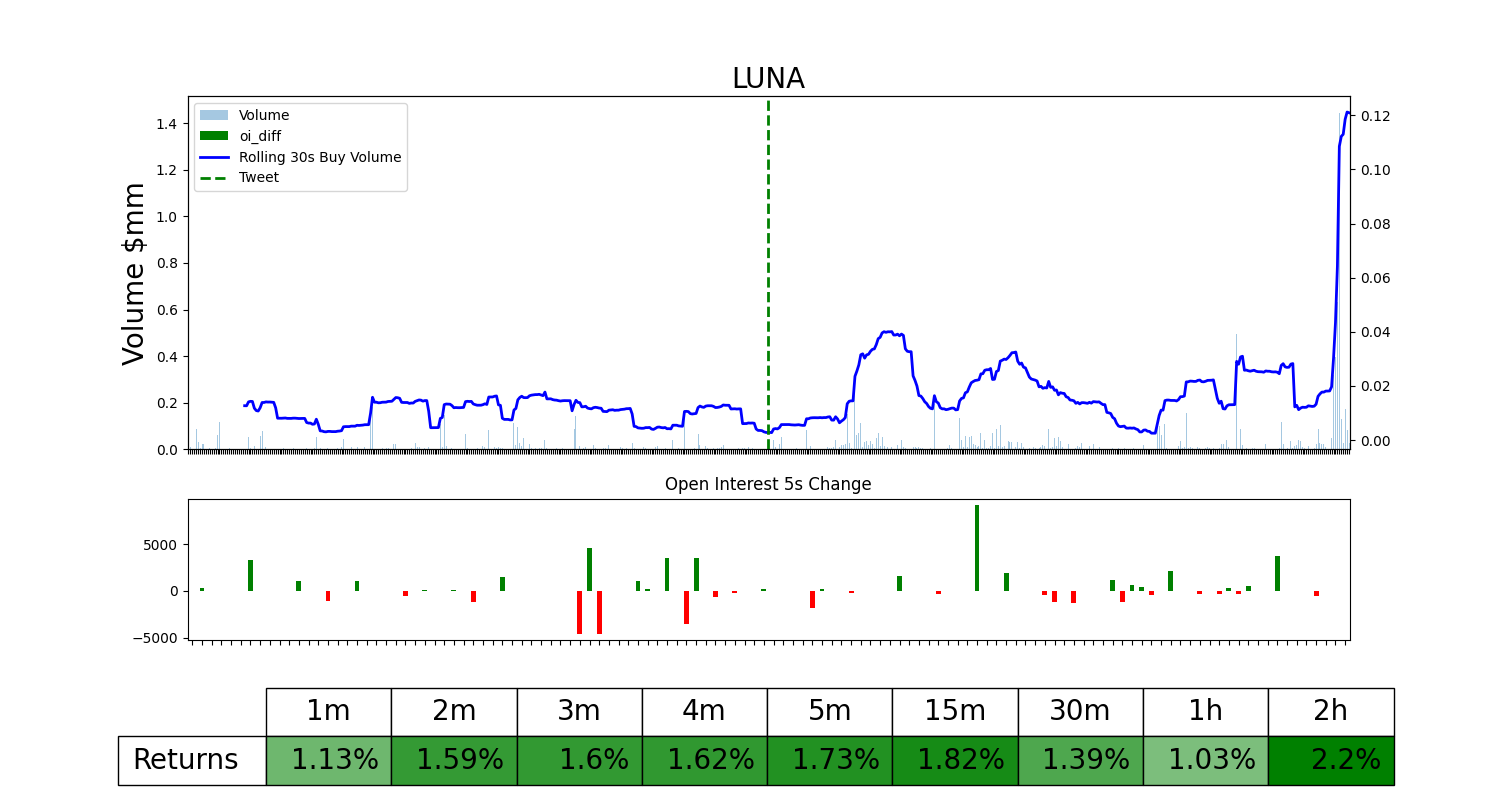 LUNA
Volume
oi_diff
Rolling 30s Buy Volume
Tweet
Volume $mm
1.4
1.2
1.0
0.8
0.6
0.4
0.2
0.0
0.12
0.10
0.08
0.06
0.04
0.02
0.00
Open Interest 5s Change
5000
0
−5000
1m 2m 3m 4m 5m 15m 30m 1h 2h
Returns 1.13% 1.59% 1.6% 1.62% 1.73% 1.82% 1.39% 1.03% 2.2%